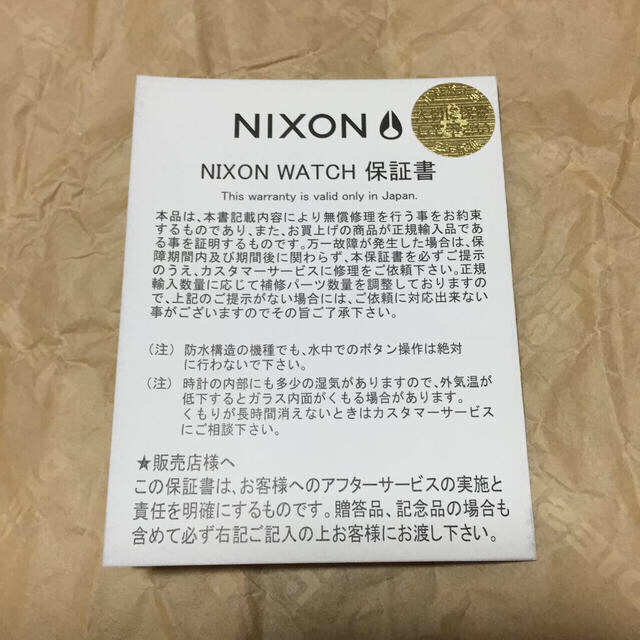 NIXON
NIXON WATCH 保証書
This warranty is valid only in Japan.
本品は、本書記載内容により無償修理を行う事をお約束
するものであり、また、お買上げの商品が正規輸入品であ
る事を証明するものです。万一故障が発生した場合は、保
障期間内及び期間後に関わらず、本保証書を必ずご提示
のうえ、カスタマーサービスに修理をご依頼下さい。正規
輸入数量に応じて補修パーツ数量を調整しておりますの
で、上記のご提示がない場合には、ご依頼に対応出来ない
事がございますのでその旨ご了承下さい。
（注） 防水構造の機種でも、水中でのボタン操作は絶対
に行わないで下さい。
（注） 時計の内部にも多少の湿気がありますので、外気温が
低下するとガラス内面がくもる場合があります。
くもりが長時間消えないときはカスタマーサービス
にご相談下さい。
★販売店様へ
この保証書は、お客様へのアフターサービスの実施と
責任を明確にするものです。贈答品、記念品の場合も
含めて必ず右記ご記入の上お客様にお渡し下さい。